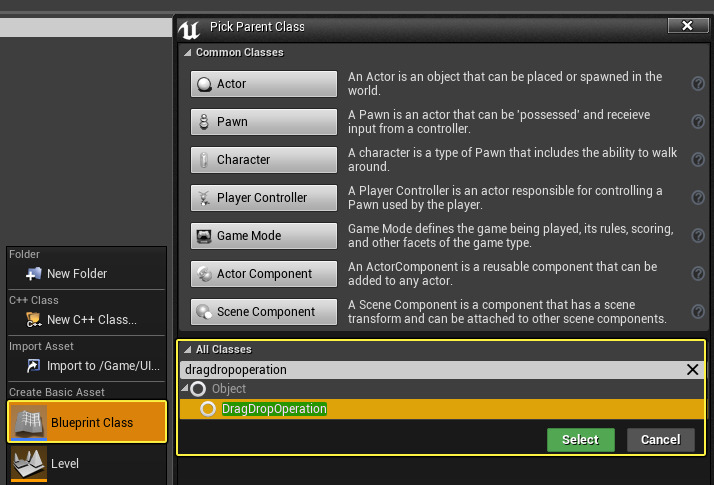 Pick Parent Class
Common Classes
Actor
An Actor is an object that can be placed or spawned in the
world.
Pawn
A Pawn is an actor that can be 'possessed' and receieve
input from a controller.
Character
A character is a type of Pawn that includes the ability to walk
around.
Player Controller
A Player Controller is an actor responsible for controlling a
Pawn used by the player.
Game Mode
Game Mode defines the game being played, its rules, scoring,
and other facets of the game type.
Actor Component
An ActorComponent is a reusable component that can be
added to any actor.
Scene Component
A Scene Component is a component that has a scene
transform and can be attached to other scene components.
Folder
New Folder
C++ Class
New C++ Class...
Import Asset
Import to /Game/UI...
Create Basic Asset
Blueprint Class
Level
All Classes
dragdropoperation
Object
DragDropOperation
Select
Cancel